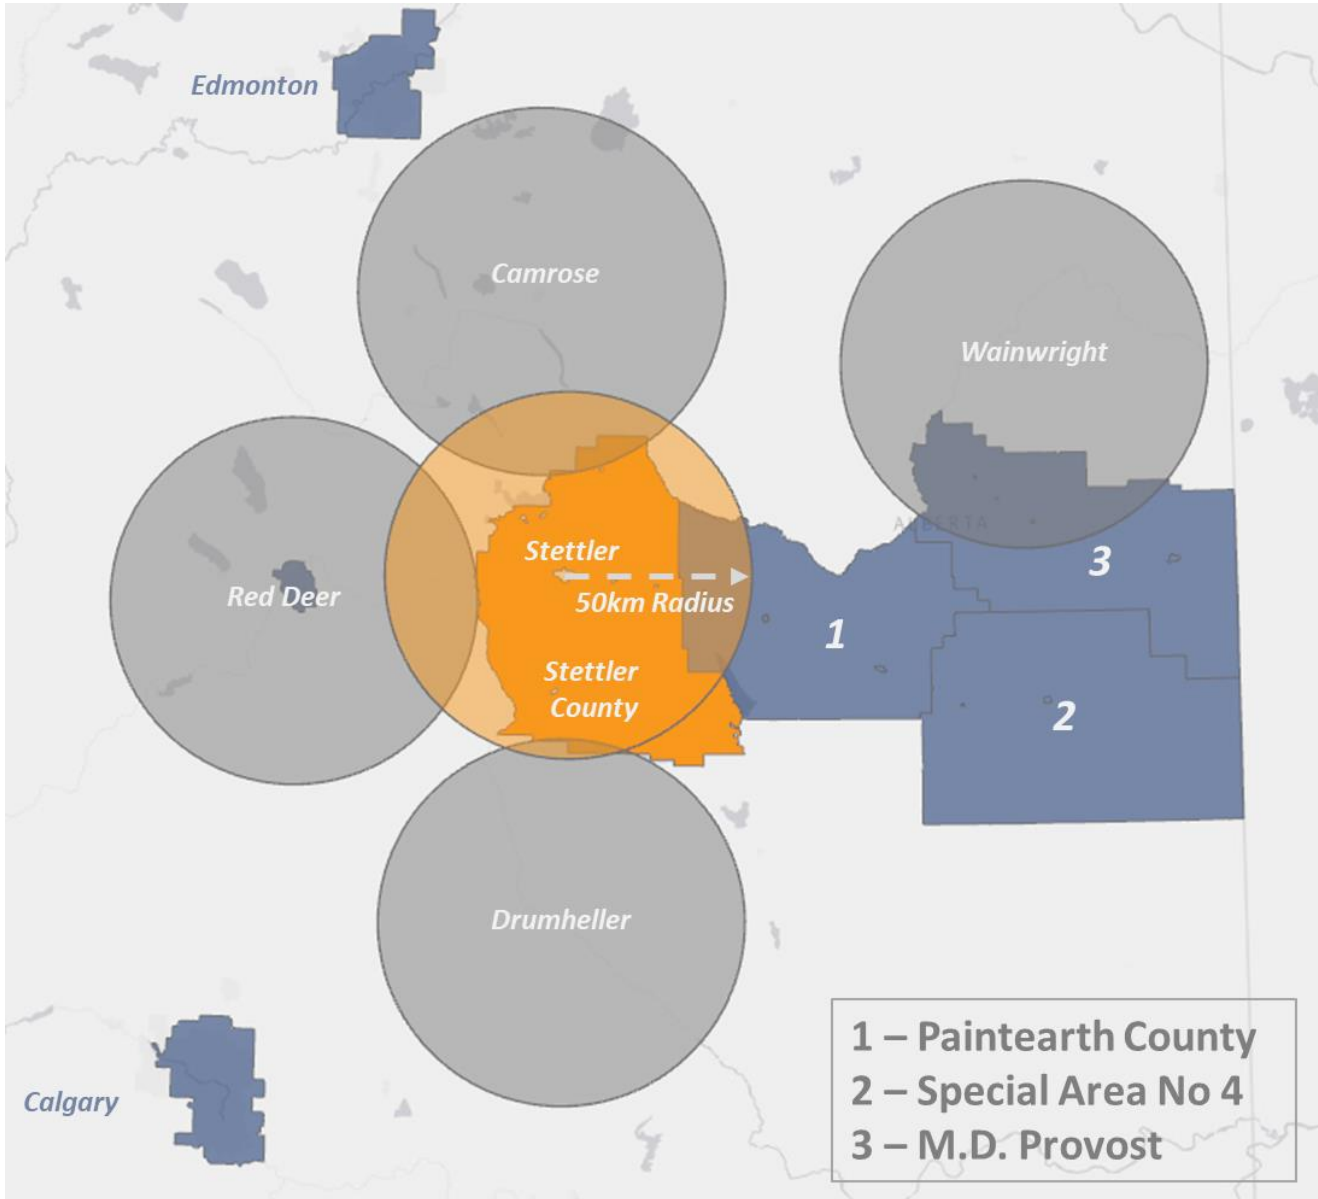 Edmonton
Camrose
Wainwright
ALBERTA
Stettler
3
Red Deer
50km Radius
1
Stettler
County
2
Drumheller
Calgary
1 – Paintearth County
2 – Special Area No 4
3 – M.D. Provost